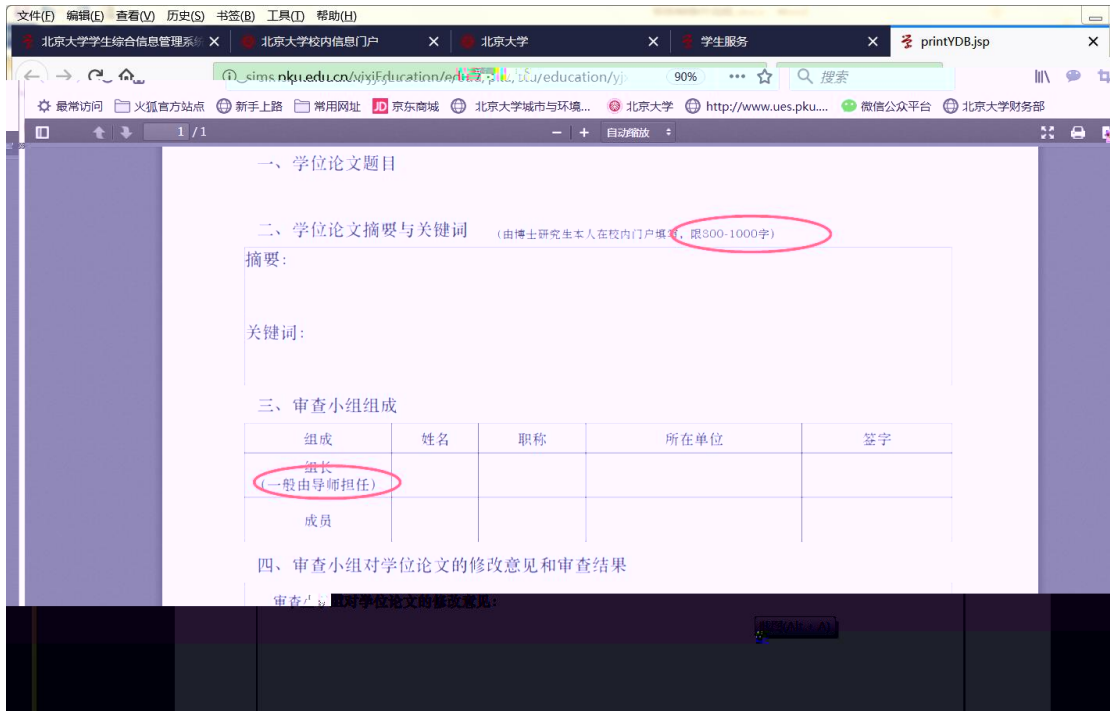 文件(F) 编辑(E) 查看(V) 历史(S) 书签(B) 工具(T) 帮助(H)
北京大学学生综合信息管理系统 北京大学校内信息门户 北京大学 学生服务 printYDB.jsp
sims.pku.edu.cn 90% 搜索
最常访问 火狐官方站点 新手上路 常用网址 JD 京东商城 北京大学城市与环境... 北京大学 http://www.ues.pku.... 微信公众平台 北京大学财务部
1 / 1 自动缩放
一、学位论文题目
二、学位论文摘要与关键词 (由博士研究生本人在校内门户填写，限800-1000字)
摘要:
关键词:
三、审查小组组成
组成 姓名 职称 所在单位 签字
组长
(一般由导师担任)
成员
四、审查小组对学位论文的修改意见和审查结果
审查小组对学位论文的修改意见: